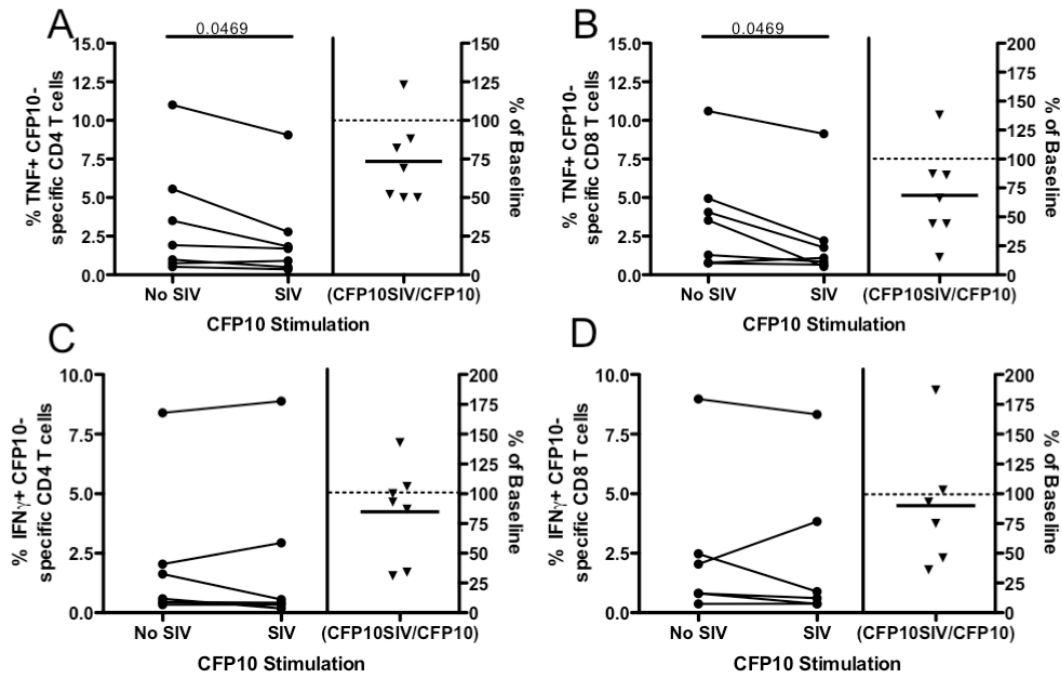 A
0.0469
15.0
12.5
10.0
7.5
5.0
2.5
0.0
% TNF+ CFP10-
specific CD4 T cells
150
125
100
75
50
25
0
% of Baseline
No SIV
SIV
(CFP10SIV/CFP10)
CFP10 Stimulation
B
0.0469
15.0
12.5
10.0
7.5
5.0
2.5
0.0
% TNF+ CFP10-
specific CD8 T cells
200
175
150
125
100
75
50
25
0
% of Baseline
No SIV
SIV
(CFP10SIV/CFP10)
CFP10 Stimulation
C
10.0
7.5
5.0
2.5
0.0
% IFNγ+ CFP10-
specific CD4 T cells
200
175
150
125
100
75
50
25
0
% of Baseline
No SIV
SIV
(CFP10SIV/CFP10)
CFP10 Stimulation
D
10.0
7.5
5.0
2.5
0.0
% IFNγ+ CFP10-
specific CD8 T cells
200
175
150
125
100
75
50
25
0
% of Baseline
No SIV
SIV
(CFP10SIV/CFP10)
CFP10 Stimulation